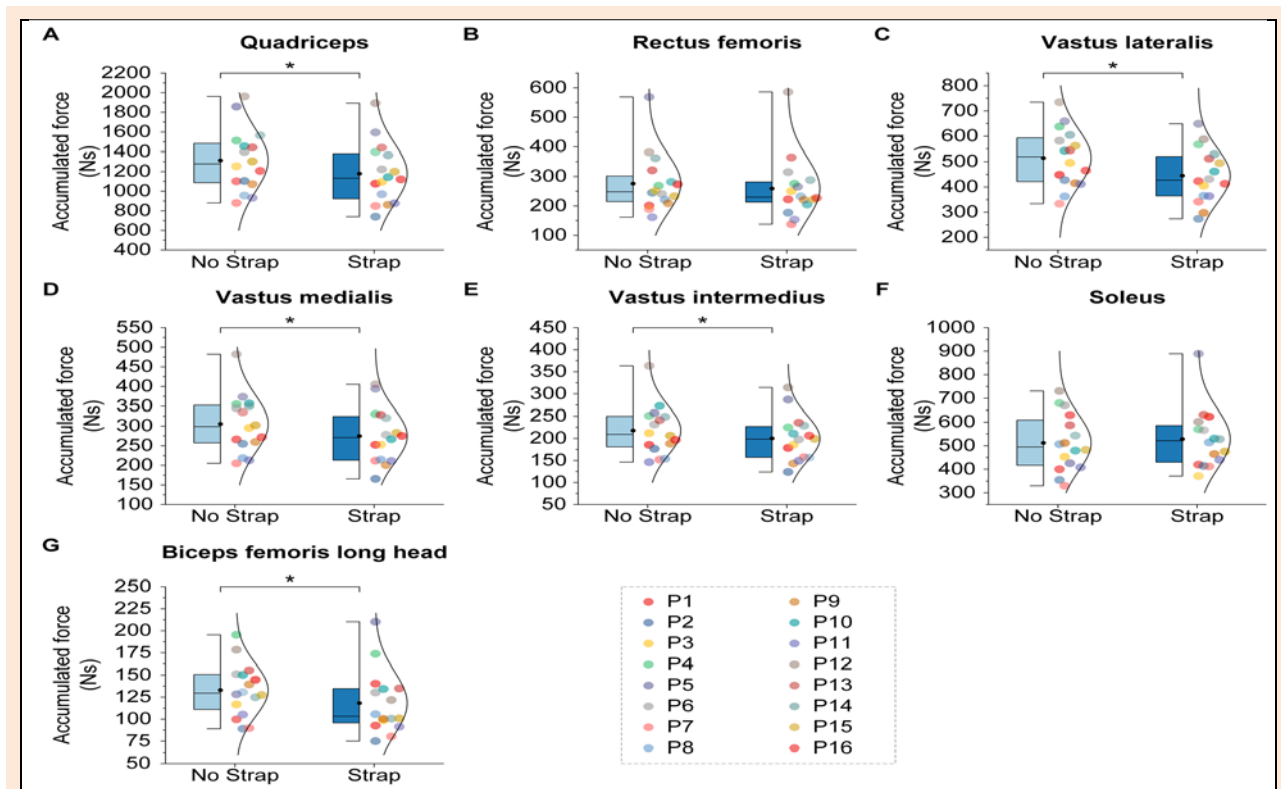 A
Quadriceps
*
Accumulated force
(Ns)
2200
2000
1800
1600
1400
1200
1000
800
600
400
No Strap
Strap
B
Rectus femoris
Accumulated force
(Ns)
600
500
400
300
200
100
No Strap
Strap
C
Vastus lateralis
*
Accumulated force
(Ns)
800
700
600
500
400
300
200
No Strap
Strap
D
Vastus medialis
*
Accumulated force
(Ns)
550
500
450
400
350
300
250
200
150
100
No Strap
Strap
E
Vastus intermedius
*
Accumulated force
(Ns)
450
400
350
300
250
200
150
100
50
No Strap
Strap
F
Soleus
Accumulated force
(Ns)
1000
900
800
700
600
500
400
300
No Strap
Strap
G
Biceps femoris long head
*
Accumulated force
(Ns)
250
225
200
175
150
125
100
75
50
No Strap
Strap
P1
P2
P3
P4
P5
P6
P7
P8
P9
P10
P11
P12
P13
P14
P15
P16